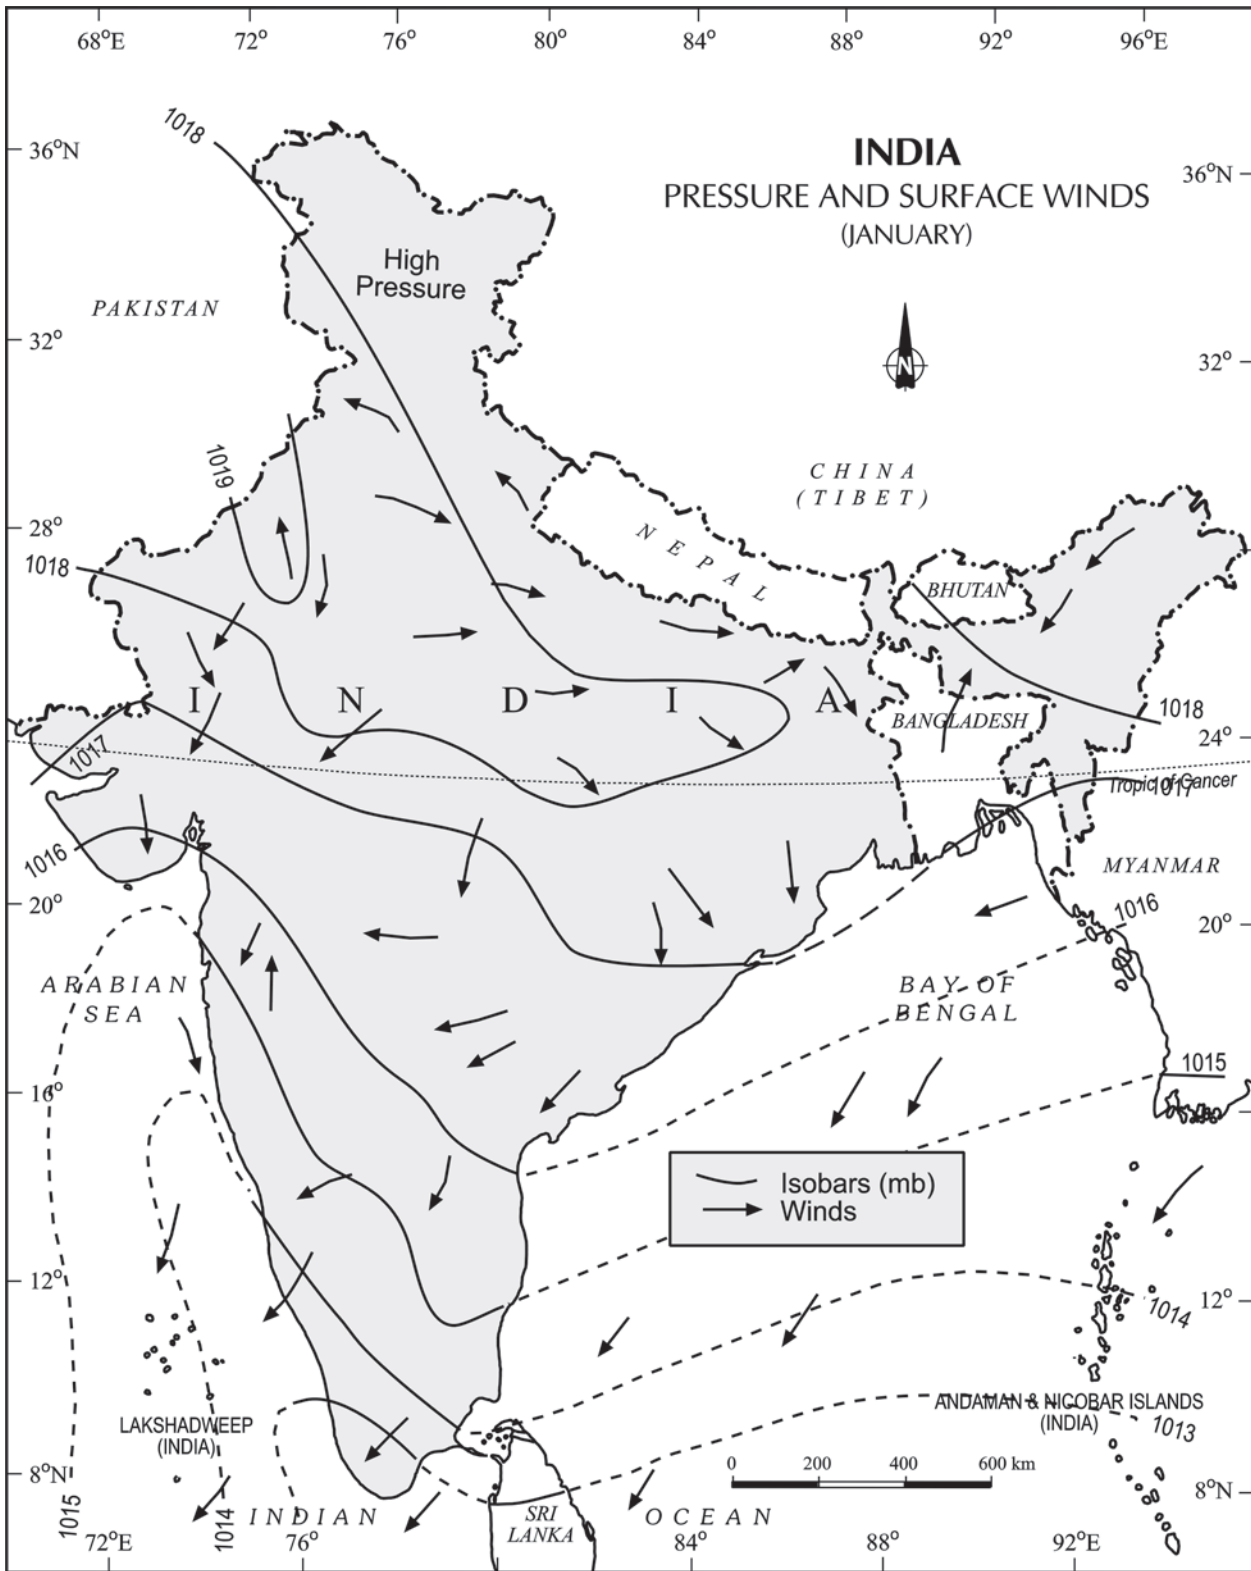 68°E 72° 76° 80° 84° 88° 92° 96°E
1018
INDIA
PRESSURE AND SURFACE WINDS
(JANUARY)
36°N
36°N
High
Pressure
PAKISTAN
32°
32°
N
1019
CHINA
(TIBET)
28°
NEPAL
1018
BHUTAN
INDIA
BANGLADESH
1018
24°
1017
Tropic of Cancer
1017
1016
MYANMAR
20°
1016
20°
ARABIAN
SEA
BAY OF
BENGAL
1015
16°
Isobars (mb)
Winds
12°
12°
1014
ANDAMAN & NICOBAR ISLANDS
(INDIA)
1013
LAKSHADWEEP
(INDIA)
0 200 400 600 km
8°N
8°N
1015
1014
INDIAN
SRI
LANKA
OCEAN
72°E 76° 84° 88° 92°E